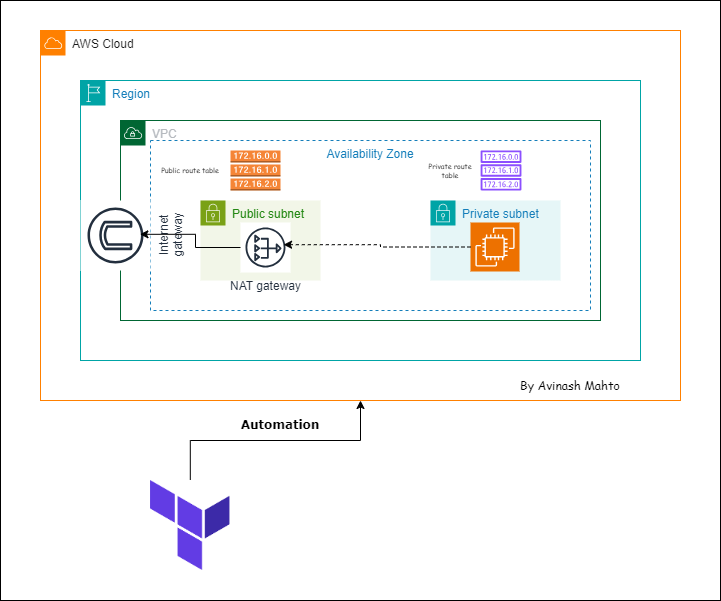 AWS Cloud
Region
VPC
Availability Zone
Public route table
172.16.0.0
172.16.1.0
172.16.2.0
Private route
table
172.16.0.0
172.16.1.0
172.16.2.0
Internet
gateway
Public subnet
NAT gateway
Private subnet
By Avinash Mahto
Automation